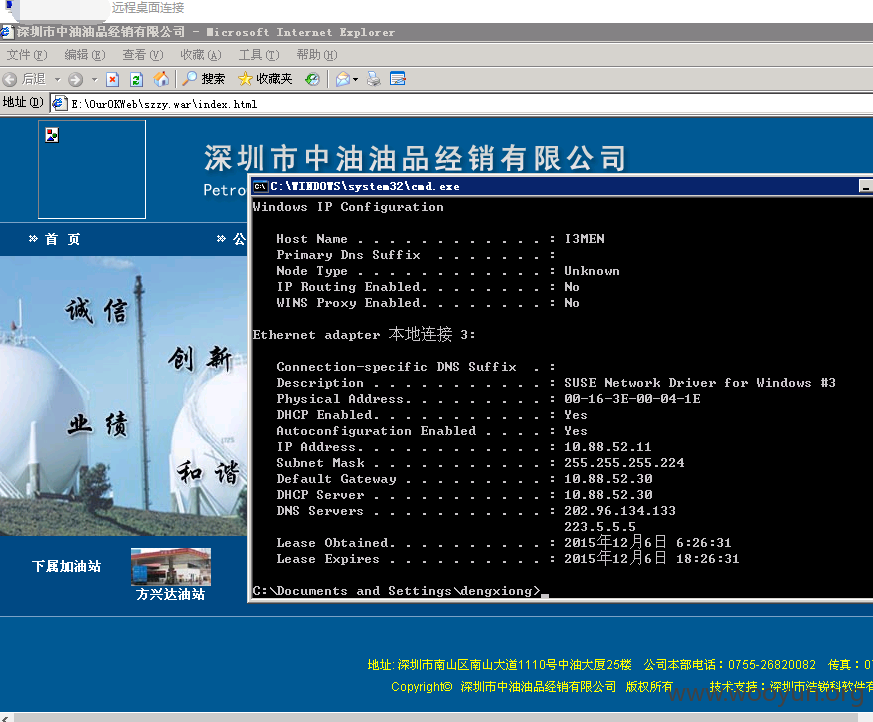 远程桌面连接
深圳市中油油品经销有限公司 - Microsoft Internet Explorer
文件(F) 编辑(E) 查看(V) 收藏(A) 工具(T) 帮助(H)
后退 搜索 收藏夹
地址(D) E:\OurOKWeb\szzy.war\index.html
深圳市中油油品经销有限公司
Petro
C:\WINDOWS\system32\cmd.exe
Windows IP Configuration
Host Name . . . . . . . . . . . . : I3MEN
Primary Dns Suffix . . . . . . . :
Node Type . . . . . . . . . . . . : Unknown
IP Routing Enabled. . . . . . . . : No
WINS Proxy Enabled. . . . . . . . : No
Ethernet adapter 本地连接 3:
Connection-specific DNS Suffix . :
Description . . . . . . . . . . . : SUSE Network Driver for Windows #3
Physical Address. . . . . . . . . : 00-16-3E-00-04-1E
DHCP Enabled. . . . . . . . . . . : Yes
Autoconfiguration Enabled . . . . : Yes
IP Address. . . . . . . . . . . . : 10.88.52.11
Subnet Mask . . . . . . . . . . . : 255.255.255.224
Default Gateway . . . . . . . . . : 10.88.52.30
DHCP Server . . . . . . . . . . . : 10.88.52.30
DNS Servers . . . . . . . . . . . : 202.96.134.133
223.5.5.5
Lease Obtained. . . . . . . . . . : 2015年12月6日 6:26:31
Lease Expires . . . . . . . . . . : 2015年12月6日 18:26:31
C:\Documents and Settings\dengxiong>
» 首 页 » 公
诚信
创新
业绩
和谐
下属加油站
方兴达油站
地址: 深圳市南山区南山大道1110号中油大厦25楼 公司本部电话：0755-26820082 传真：0
Copyright© 深圳市中油油品经销有限公司 版权所有 技术支持：深圳市浩锐科软件有
www.wooyun.org